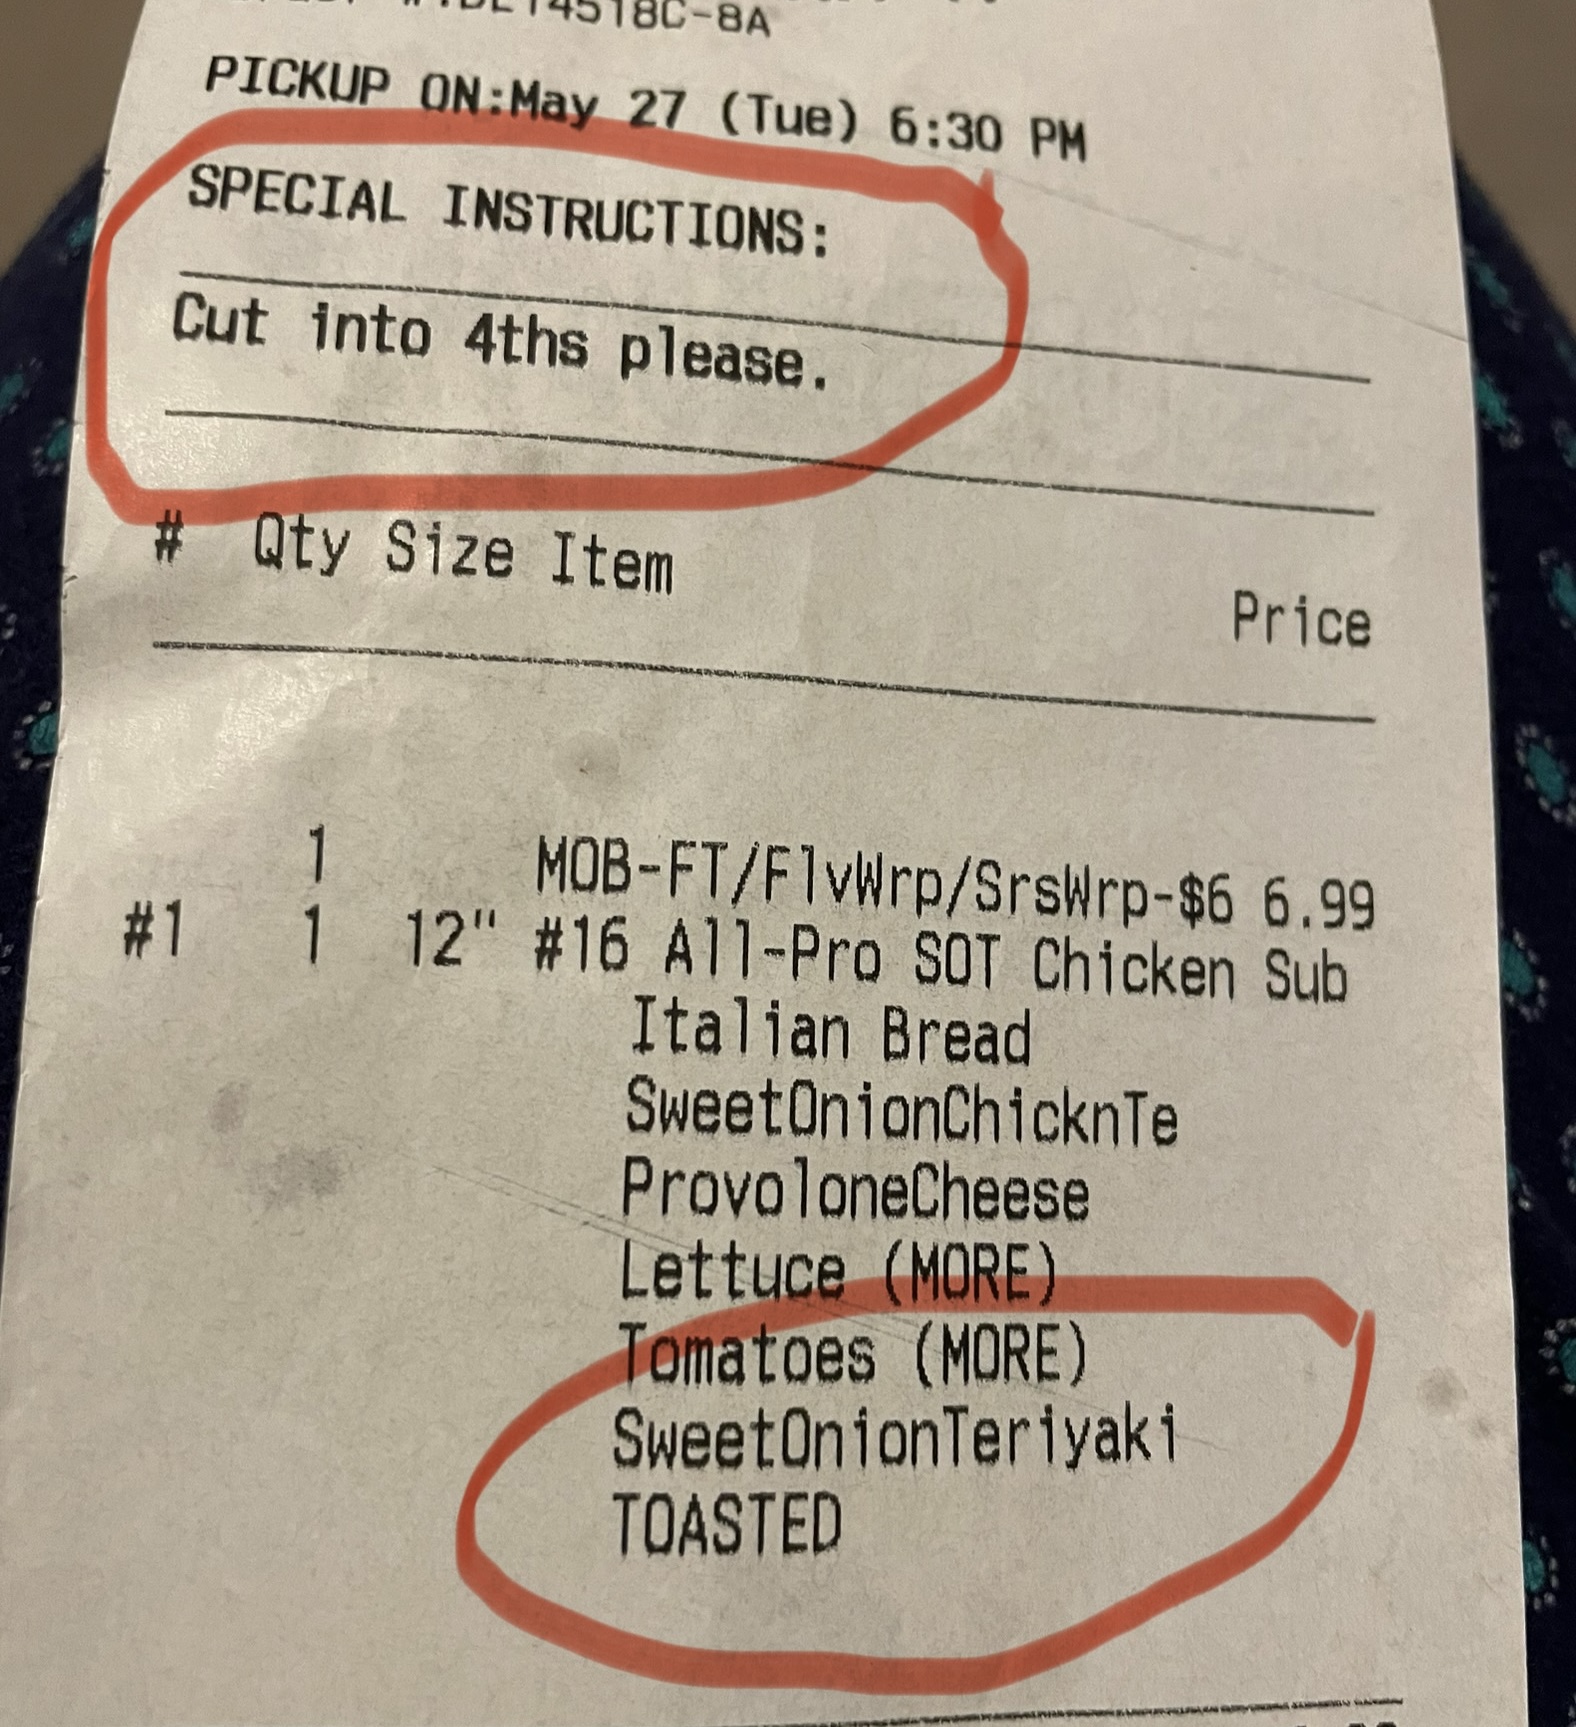 PICKUP ON:May 27 (Tue) 6:30 PM
SPECIAL INSTRUCTIONS:
Cut into 4ths please.
# Qty Size Item Price
1 MOB-FT/FlvWrp/SrsWrp-$6 6.99
#1 1 12" #16 All-Pro SOT Chicken Sub
Italian Bread
SweetOnionChicknTe
ProvoloneCheese
Lettuce (MORE)
Tomatoes (MORE)
SweetOnionTeriyaki
TOASTED